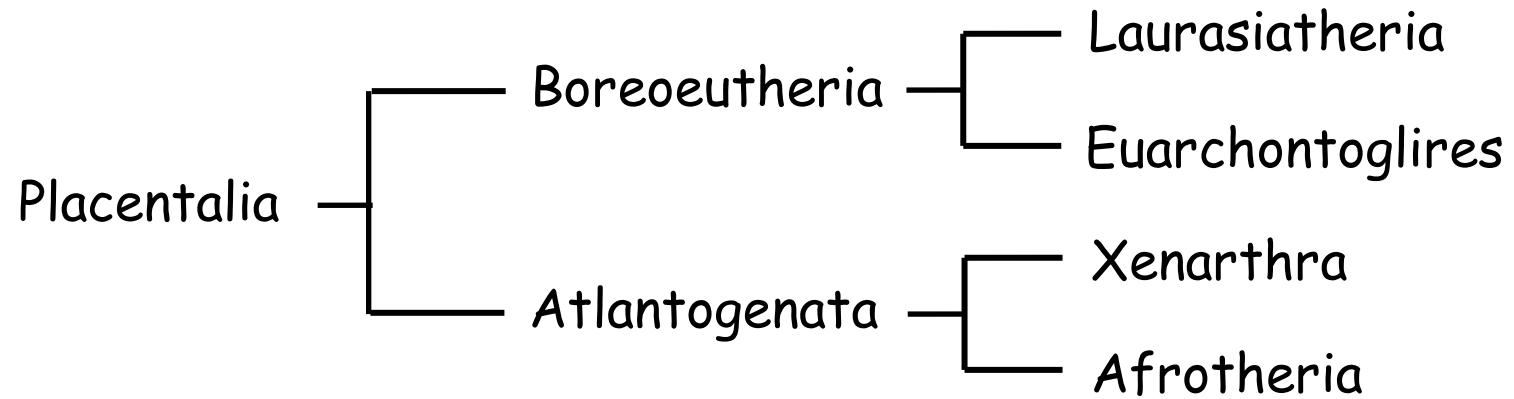 Laurasiatheria
Boreoeutheria
Euarchontoglires
Placentalia
Xenarthra
Atlantogenata
Afrotheria